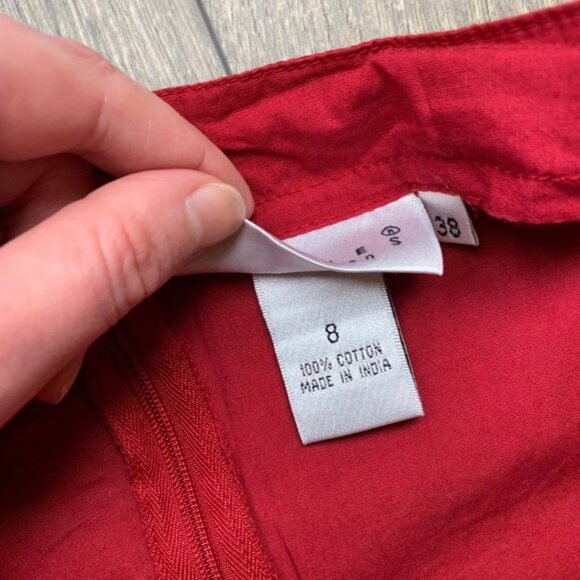 38
8
100% COTTON
MADE IN INDIA